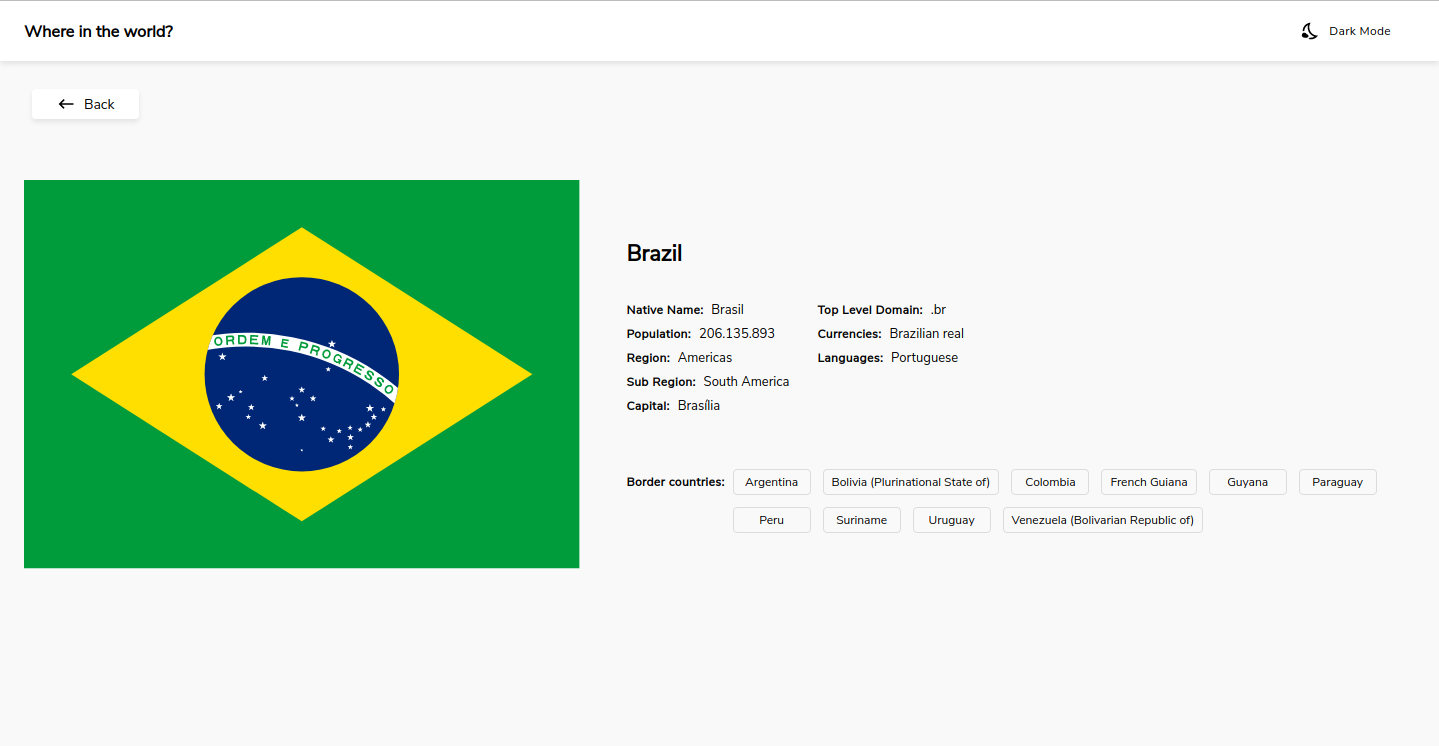 Where in the world?
Dark Mode
Back
ORDEM E PROGRESSO
Brazil
Native Name: Brasil
Population: 206.135.893
Region: Americas
Sub Region: South America
Capital: Brasília
Top Level Domain: .br
Currencies: Brazilian real
Languages: Portuguese
Border countries: Argentina Bolivia (Plurinational State of) Colombia French Guiana Guyana Paraguay
Peru Suriname Uruguay Venezuela (Bolivarian Republic of)